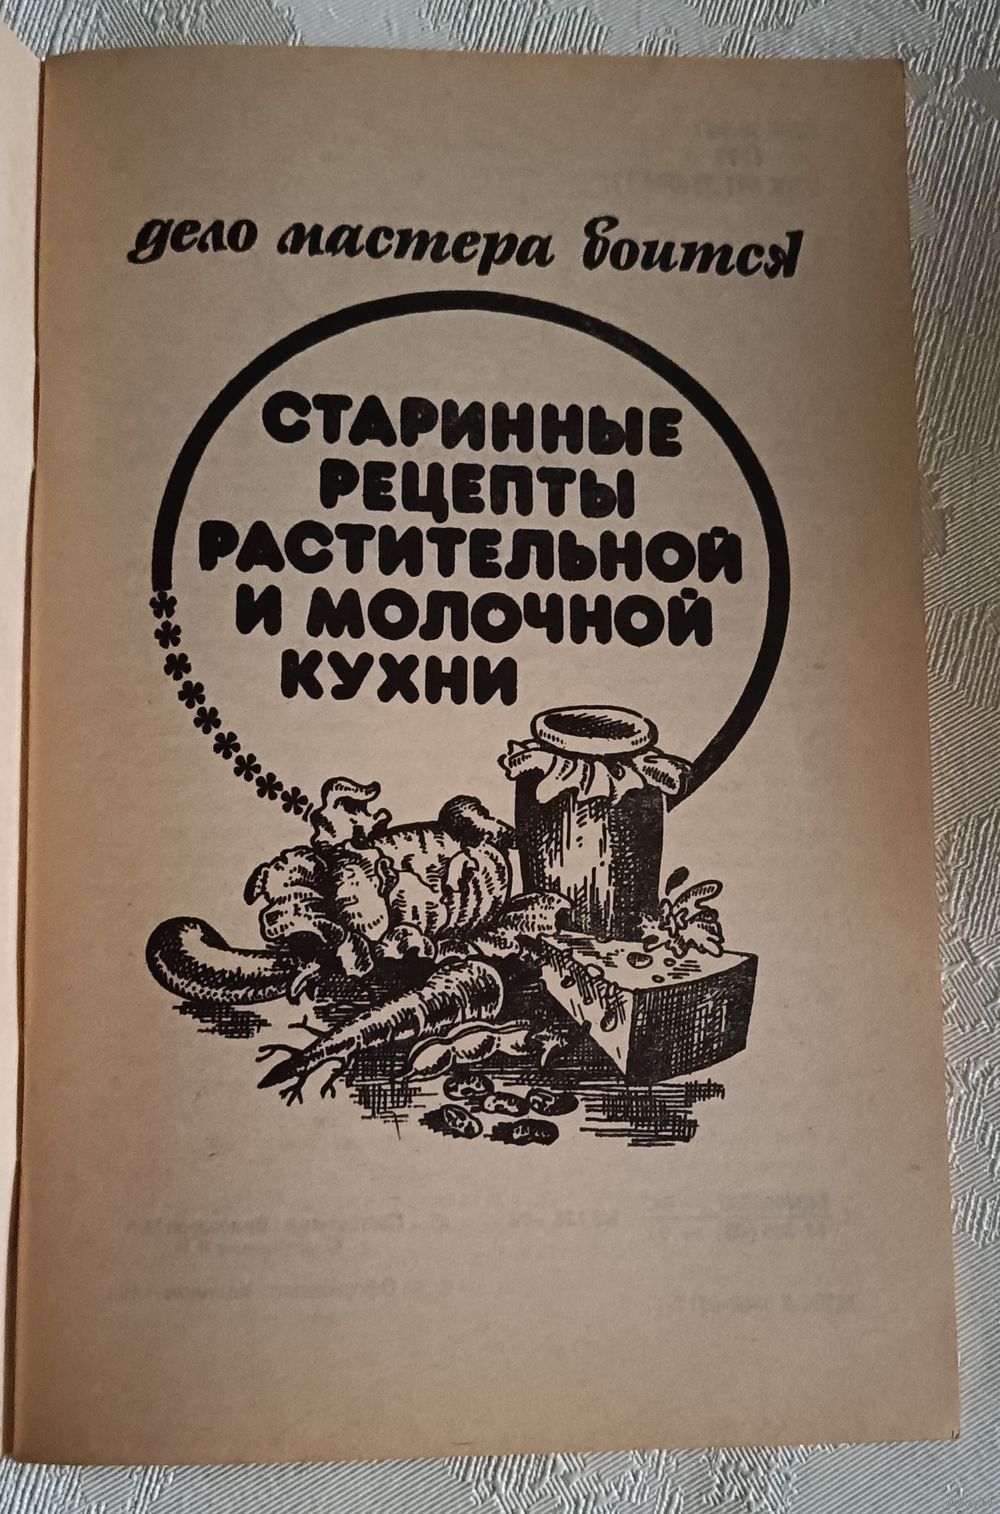 дело мастера боится
СТАРИННЫЕ
РЕЦЕПТЫ
РАСТИТЕЛЬНОЙ
И МОЛОЧНОЙ
КУХНИ